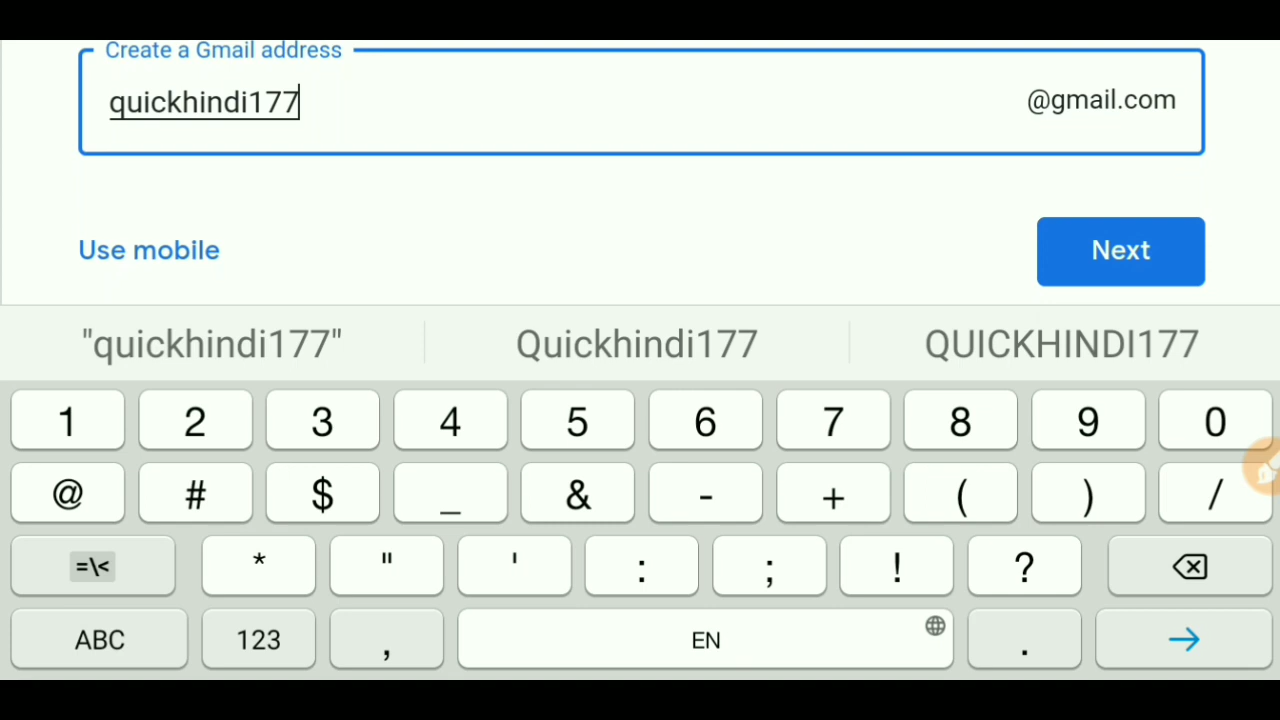 Create a Gmail address
quickhindi177 @gmail.com
Use mobile Next
"quickhindi177" Quickhindi177 QUICKHINDI177
1 2 3 4 5 6 7 8 9 0
@ # $ _ & - + ( ) /
=\< * " ' : ; ! ?
ABC 123 , EN .